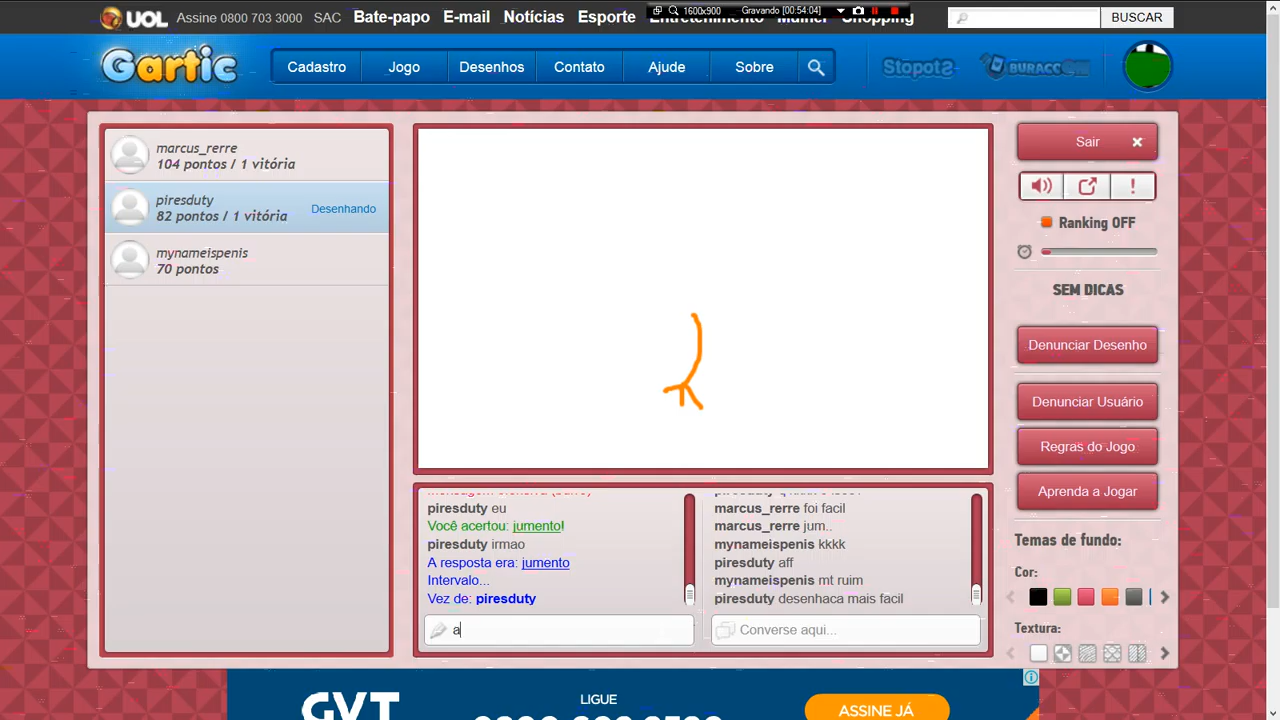 UOL Assine 0800 703 3000 SAC Bate-papo E-mail Notícias Esporte Entretenimento Mulher Shopping BUSCAR
1600x900 Gravando [00:54:04]
Gartic Cadastro Jogo Desenhos Contato Ajude Sobre StopotS BURACO
marcus_rerre
104 pontos / 1 vitória
piresduty
82 pontos / 1 vitória
Desenhando
mynameispenis
70 pontos
Sair
Ranking OFF
SEM DICAS
Denunciar Desenho
Denunciar Usuário
Regras do Jogo
Aprenda a Jogar
Temas de fundo:
Cor:
Textura:
piresduty eu
Você acertou: jumento!
piresduty irmao
A resposta era: jumento
Intervalo...
Vez de: piresduty
a
marcus_rerre foi facil
marcus_rerre jum..
mynameispenis kkkk
piresduty aff
mynameispenis mt ruim
piresduty desenhaca mais facil
Converse aqui...
GVT
LIGUE
ASSINE JÁ